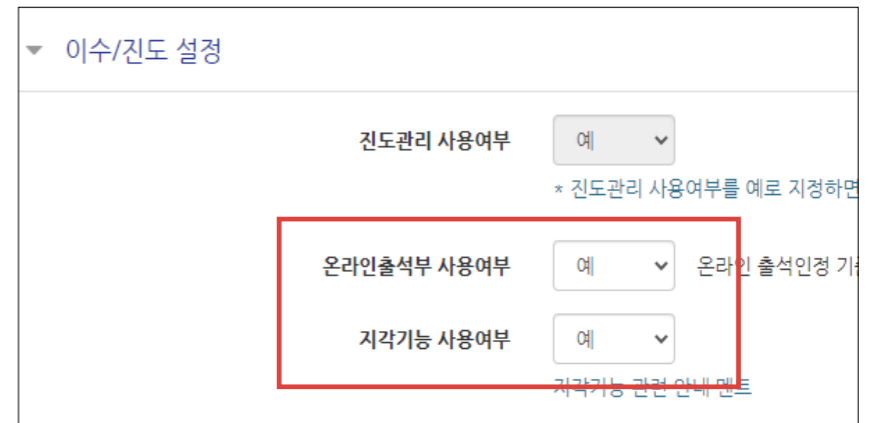 이수/진도 설정
진도관리 사용여부 예
* 진도관리 사용여부를 예로 지정하면
온라인출석부 사용여부 예 온라인 출석인정 기
지각기능 사용여부 예
지각기능 관련 안내 멘트